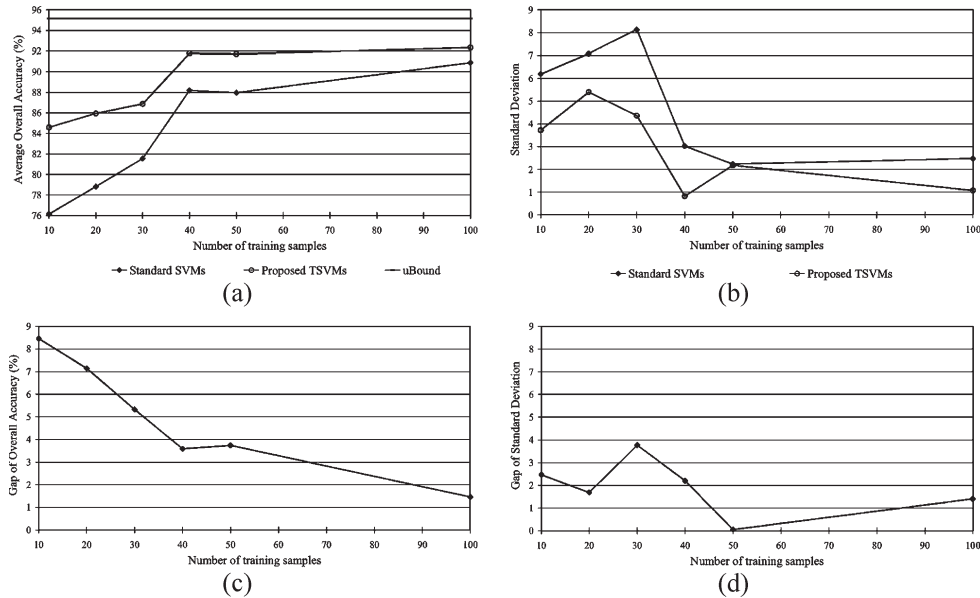 Average Overall Accuracy (%)
96
94
92
90
88
86
84
82
80
78
76
10 20 30 40 50 60 70 80 90 100
Number of training samples
Standard SVMs Proposed TSVMs uBound
(a)
Standard Deviation
9
8
7
6
5
4
3
2
1
0
10 20 30 40 50 60 70 80 90 100
Number of training samples
Standard SVMs Proposed TSVMs
(b)
Gap of Overall Accuracy (%)
9
8
7
6
5
4
3
2
1
0
10 20 30 40 50 60 70 80 90 100
Number of training samples
(c)
Gap of Standard Deviation
9
8
7
6
5
4
3
2
1
0
10 20 30 40 50 60 70 80 90 100
Number of training samples
(d)